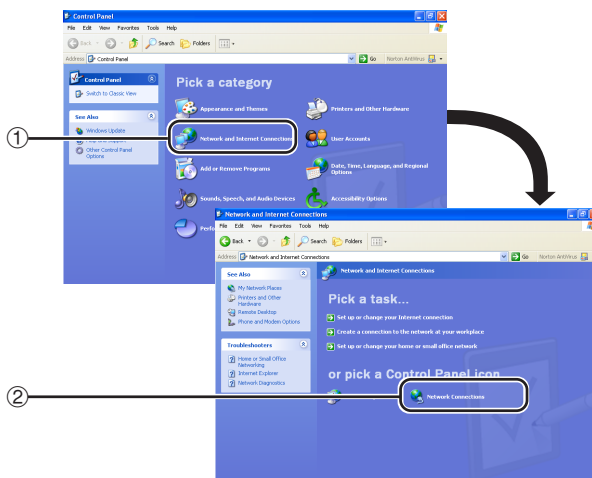 Control Panel
File Edit View Favorites Tools Help
Back Search Folders
Address Control Panel Go Norton AntiVirus
Control Panel
Switch to Classic View
See Also
Windows Update
Help and Support
Other Control Panel
Options
Pick a category
Appearance and Themes
Printers and Other Hardware
Network and Internet Connections
User Accounts
Add or Remove Programs
Date, Time, Language, and Regional
Options
Sounds, Speech, and Audio Devices
Accessibility Options
①
Network and Internet Connections
File Edit View Favorites Tools Help
Back Search Folders
Address Network and Internet Connections Go Norton AntiVirus
See Also
My Network Places
Printers and Other
Hardware
Remote Desktop
Phone and Modem Options
Troubleshooters
Home or Small Office
Networking
Internet Explorer
Network Diagnostics
Network and Internet Connections
Pick a task...
Set up or change your Internet connection
Create a connection to the network at your workplace
Set up or change your home or small office network
or pick a Control Panel icon
Network Connections
②